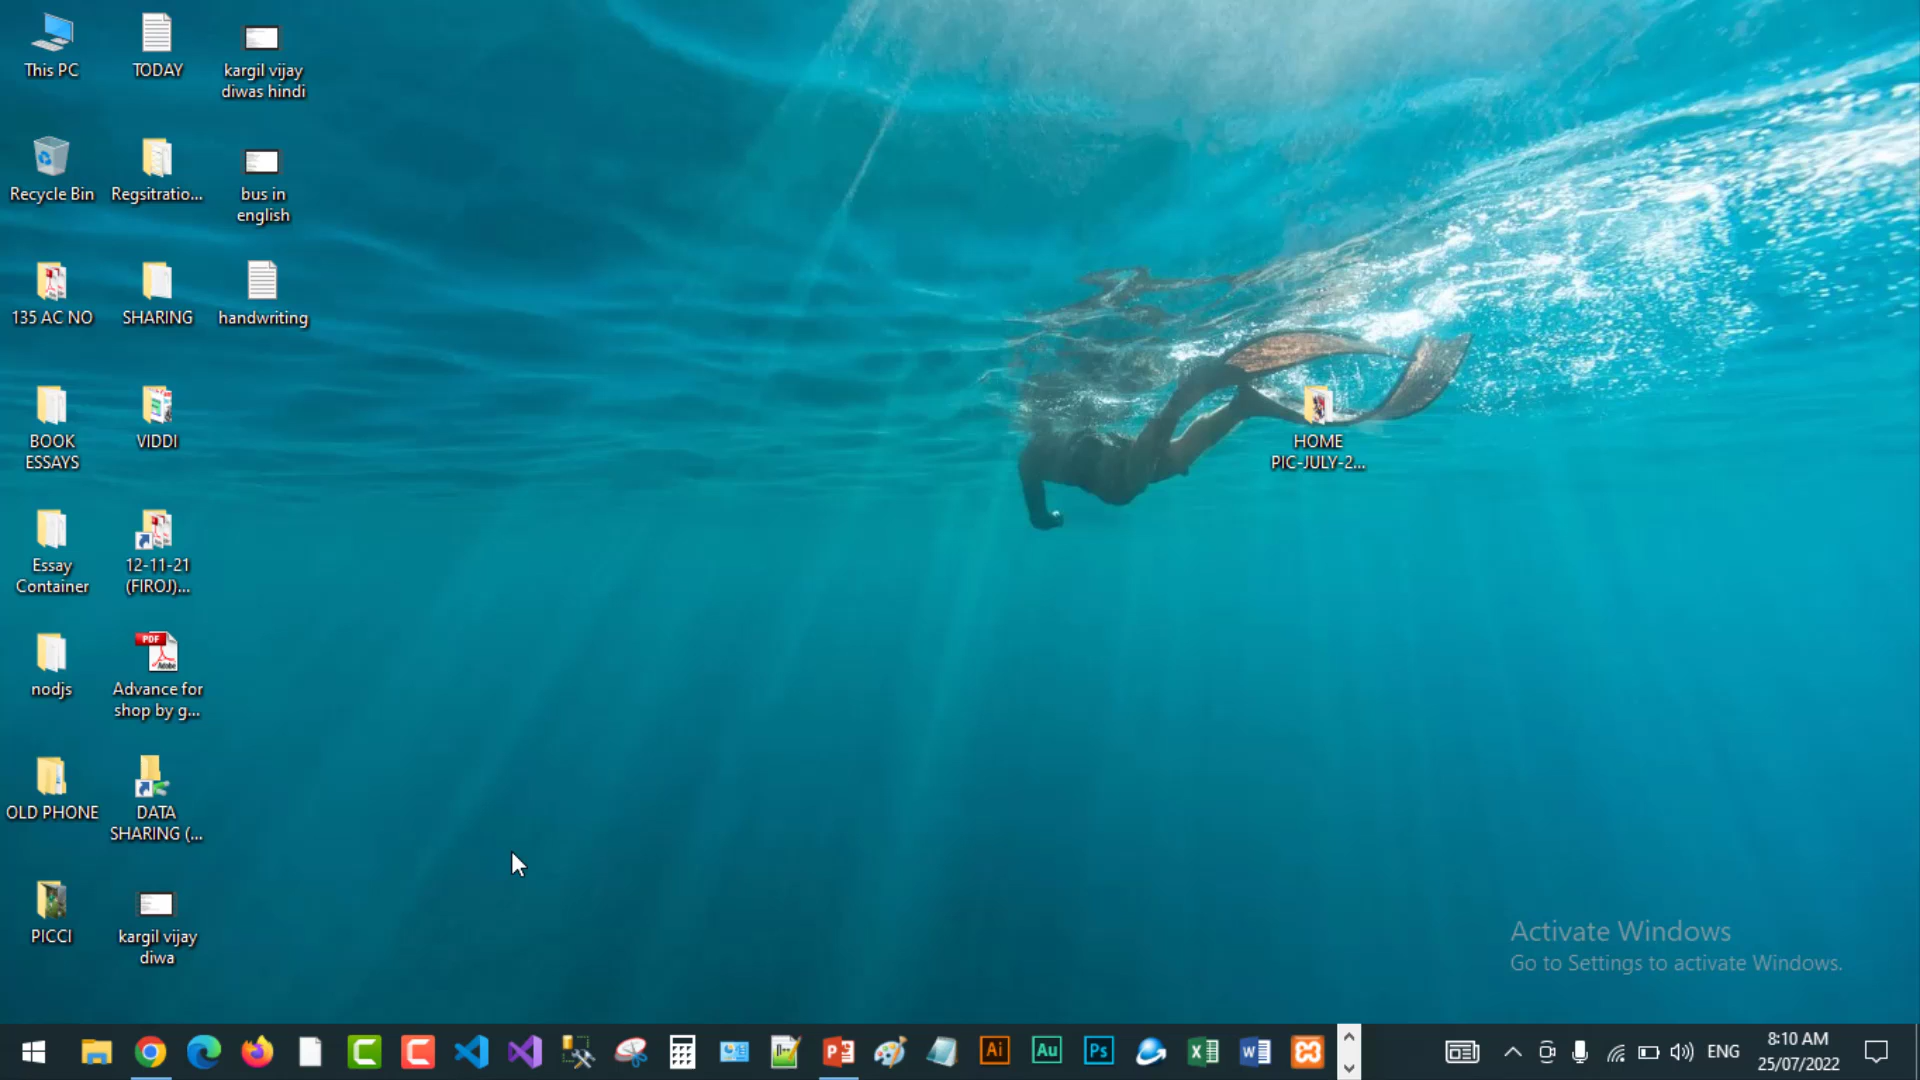 This PC
TODAY
kargil vijay
diwas hindi
Recycle Bin
Regsitratio...
bus in
english
135 AC NO
SHARING
handwriting
BOOK
ESSAYS
VIDDI
HOME
PIC-JULY-2...
Essay
Container
12-11-21
(FIROJ)...
nodjs
PDF
Adobe
Advance for
shop by g...
OLD PHONE
DATA
SHARING (...
PICCI
kargil vijay
diwa
Activate Windows
Go to Settings to activate Windows.
Ai
Au
Ps
ENG
8:10 AM
25/07/2022